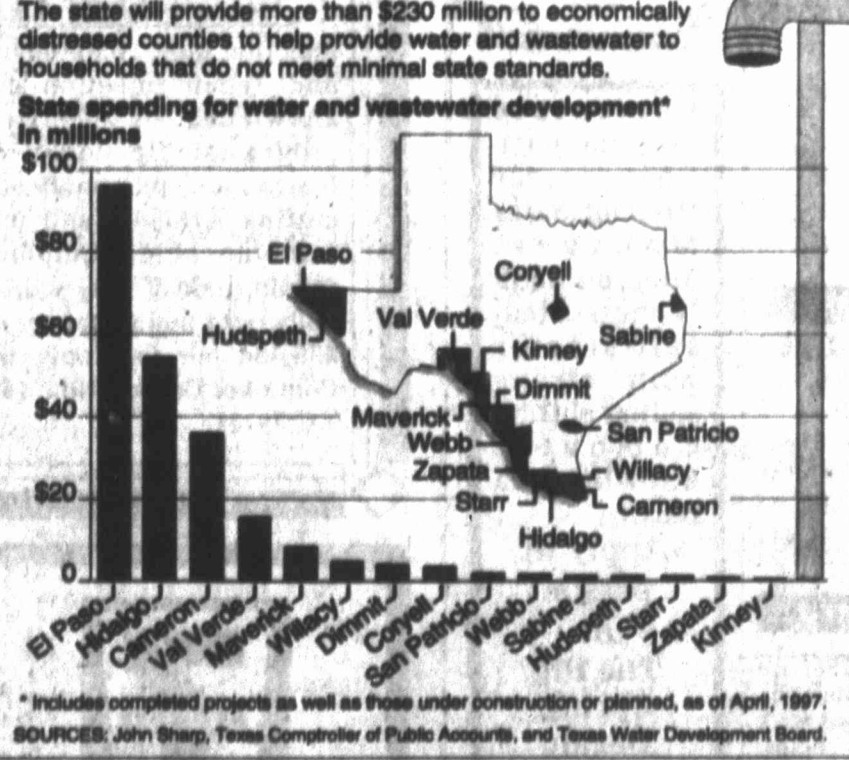 The state will provide more than $230 million to economically
distressed counties to help provide water and wastewater to
households that do not meet minimal state standards.
State spending for water and wastewater development*
In millions
$100
$80
$60
$40
$20
0
El Paso
Hudspeth
Coryell
Sabine
Val Verde
Kinney
Dimmit
Maverick
Webb
San Patricio
Zapata
Willacy
Starr
Cameron
Hidalgo
El Paso
Hidalgo
Cameron
Val Verde
Maverick
Willacy
Dimmit
Coryell
San Patricio
Webb
Sabine
Hudspeth
Starr
Zapata
Kinney
* Includes completed projects as well as those under construction or planned, as of April, 1997.
SOURCES: John Sharp, Texas Comptroller of Public Accounts, and Texas Water Development Board.